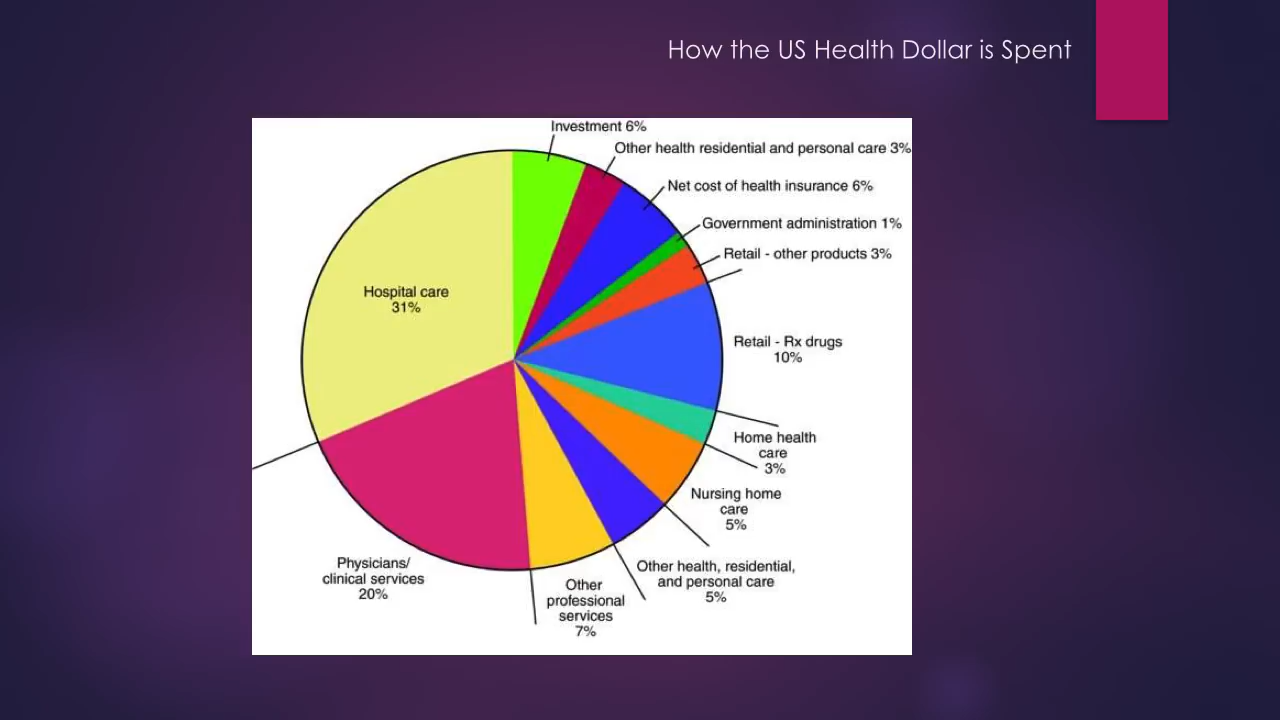 How the US Health Dollar is Spent
Investment 6%
Other health residential and personal care 3%
Net cost of health insurance 6%
Government administration 1%
Retail - other products 3%
Hospital care
31%
Retail - Rx drugs
10%
Home health
care
3%
Nursing home
care
5%
Other health, residential,
and personal care
5%
Other
professional
services
7%
Physicians/
clinical services
20%